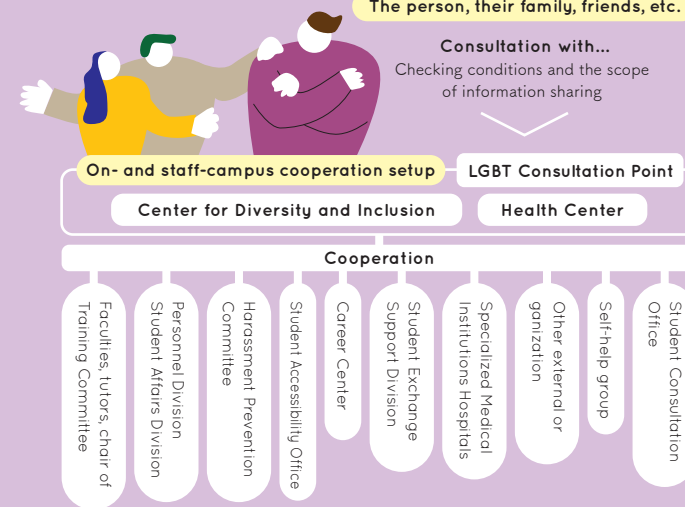 The person, their family, friends, etc.
Consultation with...
Checking conditions and the scope
of information sharing
On- and staff-campus cooperation setup
LGBT Consultation Point
Center for Diversity and Inclusion
Health Center
Cooperation
Faculties, tutors, chair of
Training Committee
Personnel Division
Student Affairs Division
Harassment Prevention
Committee
Student Accessibility Office
Career Center
Student Exchange
Support Division
Specialized Medical
Institutions Hospitals
Other external or
ganization
Self-help group
Student Consultation
Office